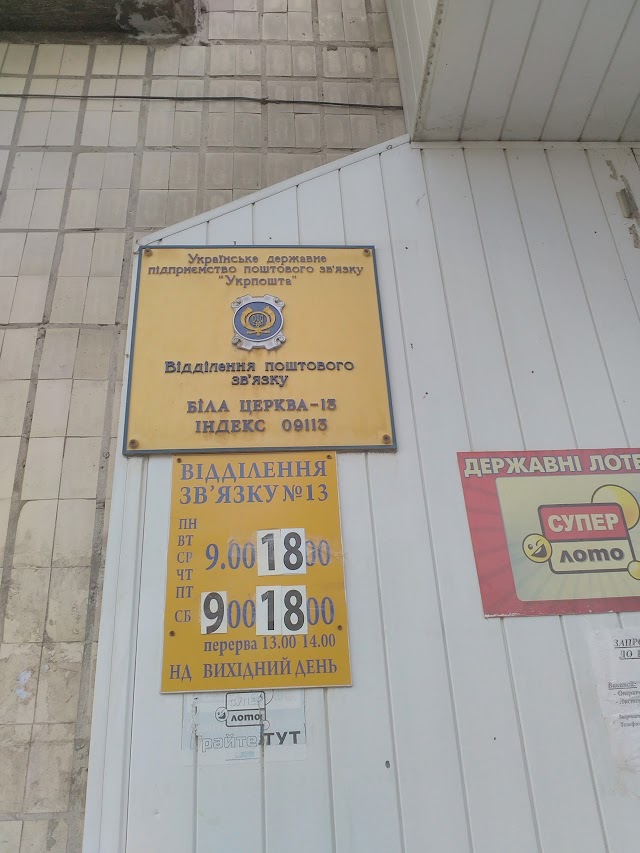 Українське державне
підприємство поштового зв'язку
"Укрпошта"
Відділення поштового
зв'язку
БІЛА ЦЕРКВА-13
ІНДЕКС 09113
ВІДДІЛЕННЯ
ЗВ'ЯЗКУ №13
ПН
ВТ
СР
ЧТ
ПТ
9.00 18 00
СБ 9 00 18 00
перерва 13.00 14.00
НД ВИХІДНИЙ ДЕНЬ
СУПЕР
ЛОТО
грайте ТУТ
ДЕРЖАВНІ ЛОТЕ
СУПЕР
ЛОТО
ЗАПРО
ДО